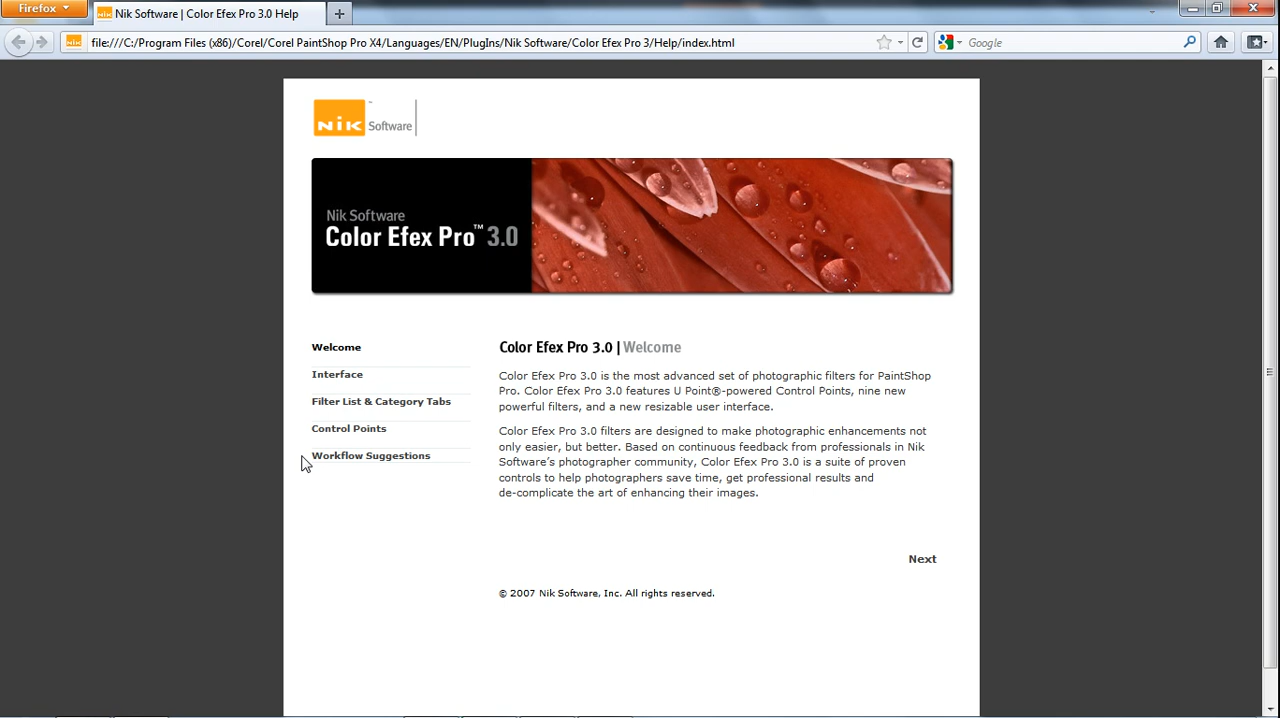 Firefox
Nik Software | Color Efex Pro 3.0 Help
file:///C:/Program Files (x86)/Corel/Corel PaintShop Pro X4/Languages/EN/PlugIns/Nik Software/Color Efex Pro 3/Help/index.html
Google
Nik Software
Nik Software
Color Efex Pro™ 3.0
Welcome
Interface
Filter List & Category Tabs
Control Points
Workflow Suggestions
Color Efex Pro 3.0 | Welcome
Color Efex Pro 3.0 is the most advanced set of photographic filters for PaintShop
Pro. Color Efex Pro 3.0 features U Point®-powered Control Points, nine new
powerful filters, and a new resizable user interface.
Color Efex Pro 3.0 filters are designed to make photographic enhancements not
only easier, but better. Based on continuous feedback from professionals in Nik
Software’s photographer community, Color Efex Pro 3.0 is a suite of proven
controls to help photographers save time, get professional results and
de-complicate the art of enhancing their images.
Next
© 2007 Nik Software, Inc. All rights reserved.